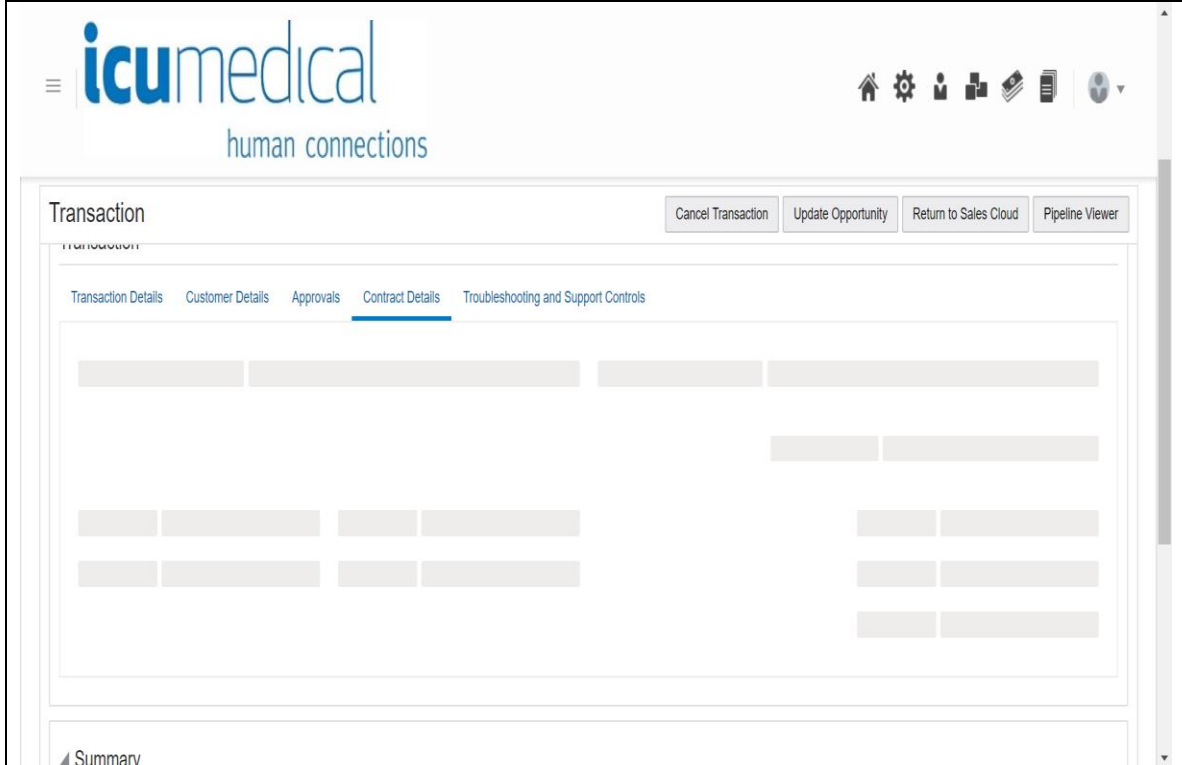 icumedical
human connections
Transaction
Cancel Transaction
Update Opportunity
Return to Sales Cloud
Pipeline Viewer
Transaction
Transaction Details
Customer Details
Approvals
Contract Details
Troubleshooting and Support Controls
Summary